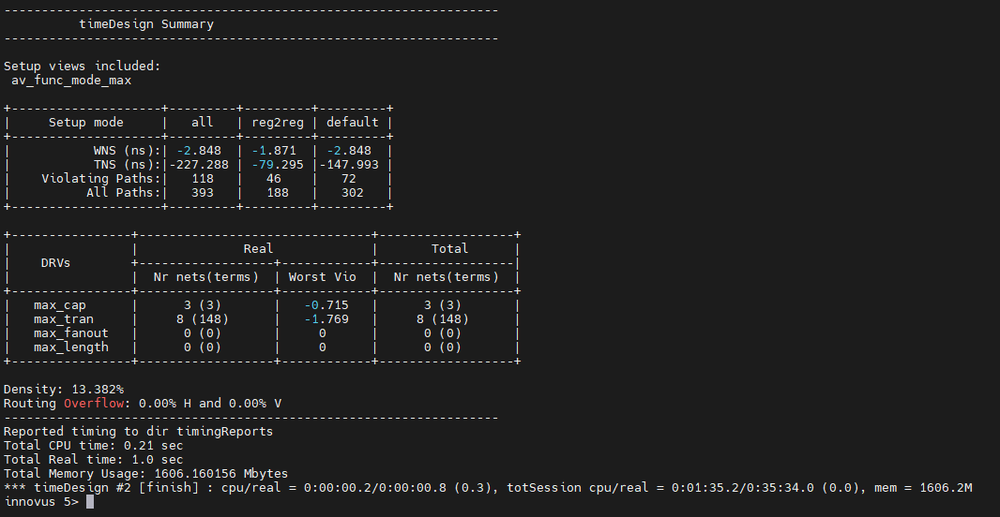 ------------------------------------------------------------------
          timeDesign Summary
------------------------------------------------------------------

Setup views included:
 av_func_mode_max

+--------------------+---------+---------+---------+
|     Setup mode     |   all   | reg2reg | default |
+--------------------+---------+---------+---------+
|           WNS (ns):| -2.848  | -1.871  | -2.848  |
|           TNS (ns):|-227.288 | -79.295 |-147.993 |
|    Violating Paths:|   118   |   46    |   72    |
|          All Paths:|   393   |   188   |   302   |
+--------------------+---------+---------+---------+

+----------------+-------------------------------+------------------+
|                |              Real             |       Total      |
|    DRVs        +------------------+------------+------------------|
|                |  Nr nets(terms)  | Worst Vio  |  Nr nets(terms)  |
+----------------+------------------+------------+------------------+
|   max_cap      |      3 (3)       |   -0.715   |      3 (3)       |
|   max_tran     |     8 (148)      |   -1.769   |     8 (148)      |
|   max_fanout   |      0 (0)       |     0      |      0 (0)       |
|   max_length   |      0 (0)       |     0      |      0 (0)       |
+----------------+------------------+------------+------------------+

Density: 13.382%
Routing Overflow: 0.00% H and 0.00% V
------------------------------------------------------------------
Reported timing to dir timingReports
Total CPU time: 0.21 sec
Total Real time: 1.0 sec
Total Memory Usage: 1606.160156 Mbytes
*** timeDesign #2 [finish] : cpu/real = 0:00:00.2/0:00:00.8 (0.3), totSession cpu/real = 0:01:35.2/0:35:34.0 (0.0), mem = 1606.2M
innovus 5>